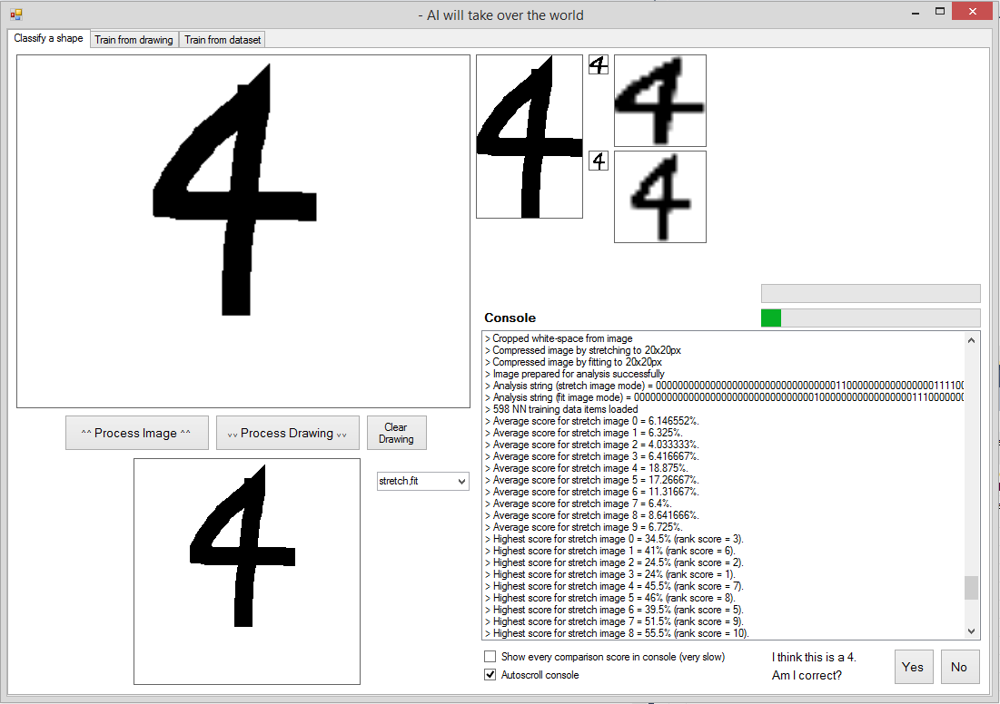 - AI will take over the world
Classify a shape
Train from drawing
Train from dataset
4
4
4
4
4
Console
> Cropped white-space from image
> Compressed image by stretching to 20x20px
> Compressed image by fitting to 20x20px
> Image prepared for analysis successfully
> Analysis string (stretch image mode) = 
> Analysis string (fit image mode) = 
> 598 NN training data items loaded
> Average score for stretch image 0 = 6.146552%.
> Average score for stretch image 1 = 6.325%.
> Average score for stretch image 2 = 4.033333%.
> Average score for stretch image 3 = 6.416667%.
> Average score for stretch image 4 = 18.875%.
> Average score for stretch image 5 = 17.26667%.
> Average score for stretch image 6 = 11.31667%.
> Average score for stretch image 7 = 6.4%.
> Average score for stretch image 8 = 8.641666%.
> Average score for stretch image 9 = 6.725%.
> Highest score for stretch image 0 = 34.5% (rank score = 3).
> Highest score for stretch image 1 = 41% (rank score = 6).
> Highest score for stretch image 2 = 24.5% (rank score = 2).
> Highest score for stretch image 3 = 24% (rank score = 1).
> Highest score for stretch image 4 = 45.5% (rank score = 7).
> Highest score for stretch image 5 = 46% (rank score = 8).
> Highest score for stretch image 6 = 39.5% (rank score = 5).
> Highest score for stretch image 7 = 51.5% (rank score = 9).
> Highest score for stretch image 8 = 55.5% (rank score = 10).
^^ Process Image ^^
vv Process Drawing vv
Clear
Drawing
stretch,fit
4
Show every comparison score in console (very slow)
Autoscroll console
I think this is a 4.
Am I correct?
Yes
No